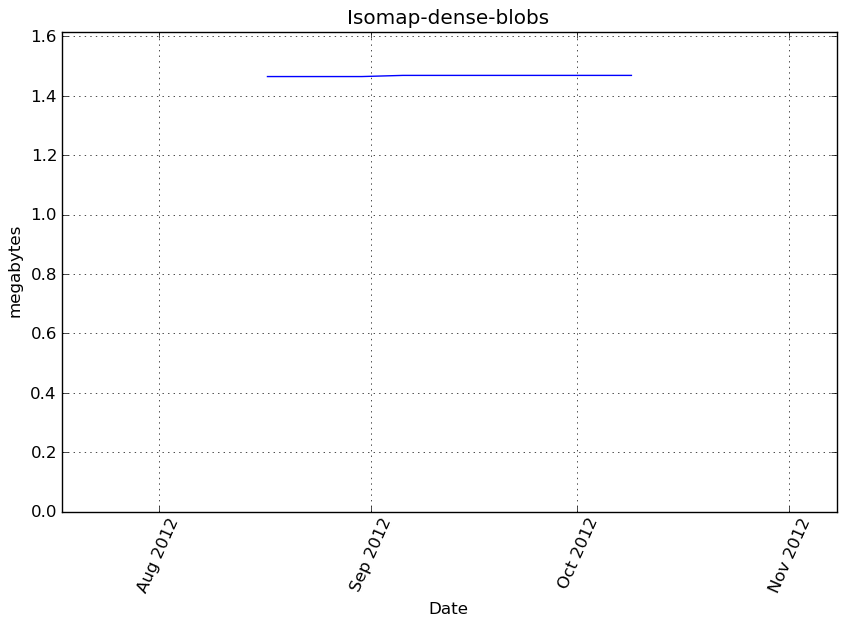 Isomap-dense-blobs
1.6
1.4
1.2
1.0
0.8
0.6
0.4
0.2
0.0
megabytes
Aug 2012
Sep 2012
Oct 2012
Nov 2012
Date